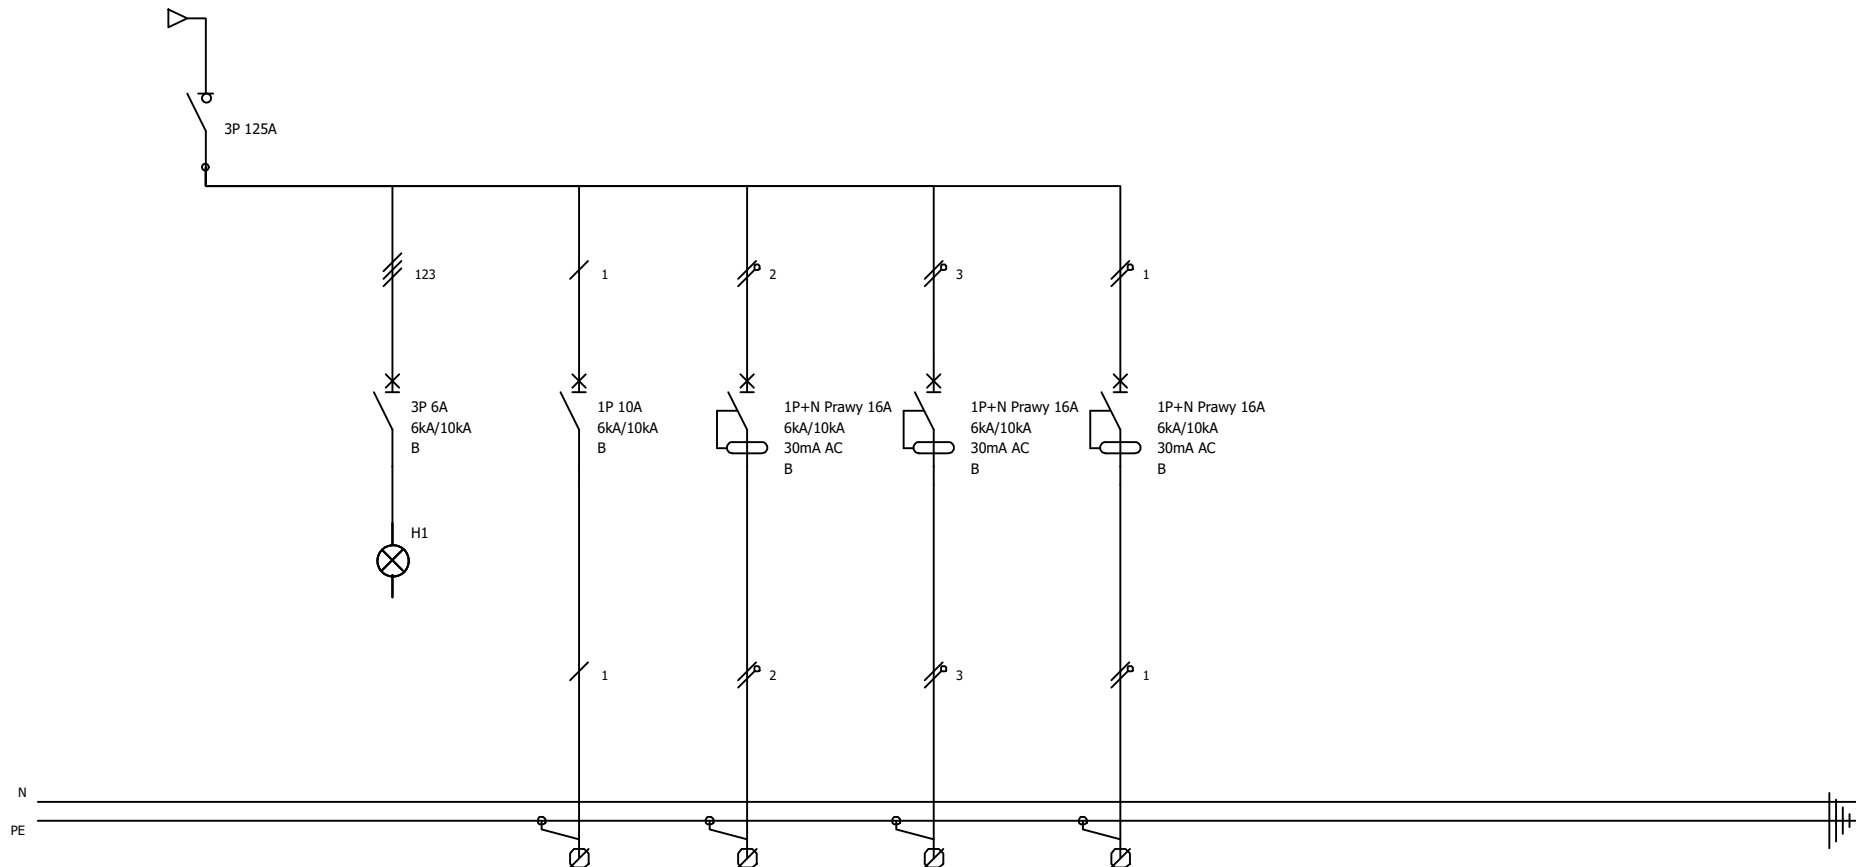 3P 125A
123
1
2
3
1
3P 6A
6kA/10kA
B
1P 10A
6kA/10kA
B
1P+N Prawy 16A
6kA/10kA
30mA AC
B
1P+N Prawy 16A
6kA/10kA
30mA AC
B
1P+N Prawy 16A
6kA/10kA
30mA AC
B
H1
1
2
3
1
N
PE